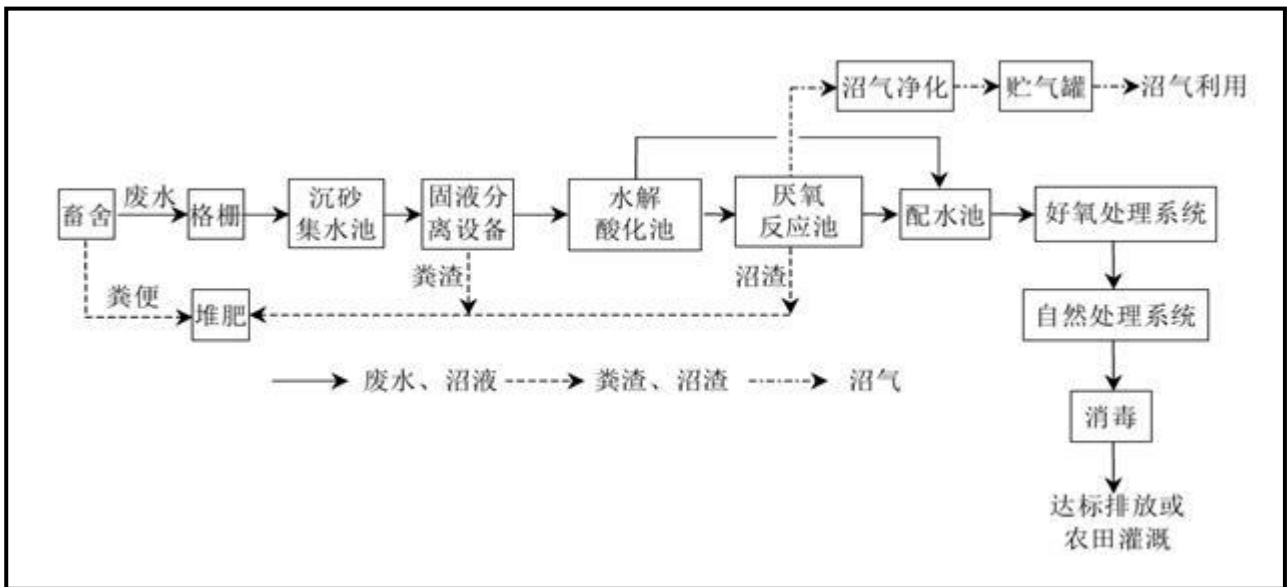 沼气净化
贮气罐
沼气利用
畜舍
废水
格栅
沉砂
集水池
固液分
离设备
水解
酸化池
厌氧
反应池
配水池
好氧处理系统
粪便
堆肥
粪渣
沼渣
自然处理系统
废水、沼液
粪渣、沼渣
沼气
消毒
达标排放或
农田灌溉